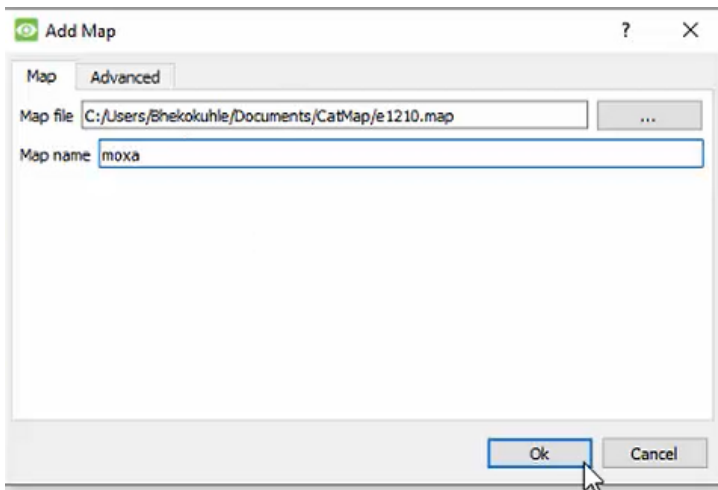 Add Map
?
Map
Advanced
Map file C:/Users/Bhekokuhle/Documents/CatMap/e1210.map ...
Map name moxa
Ok
Cancel